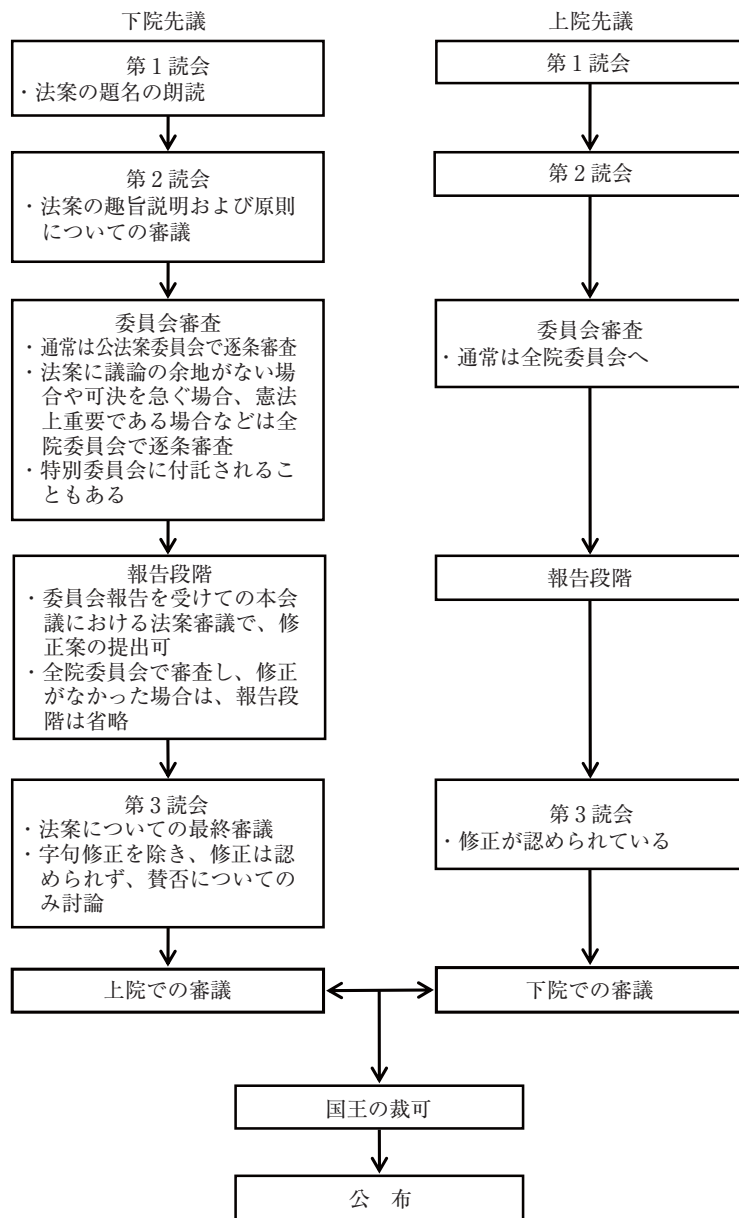 下院先議
第1読会
・法案の題名の朗読
第2読会
・法案の趣旨説明および原則
についての審議
委員会審査
・通常は公法案委員会で逐条審査
・法案に議論の余地がない場
合や可決を急ぐ場合、憲法
上重要である場合などは全
院委員会で逐条審査
・特別委員会に付託されるこ
ともある
報告段階
・委員会報告を受けての本会
議における法案審議で、修
正案の提出可
・全院委員会で審査し、修正
がなかった場合は、報告段
階は省略
第3読会
・法案についての最終審議
・字句修正を除き、修正は認
められず、賛否についての
み討論
上院での審議
上院先議
第1読会
第2読会
委員会審査
・通常は全院委員会へ
報告段階
第3読会
・修正が認められている
下院での審議
国王の裁可
公　布